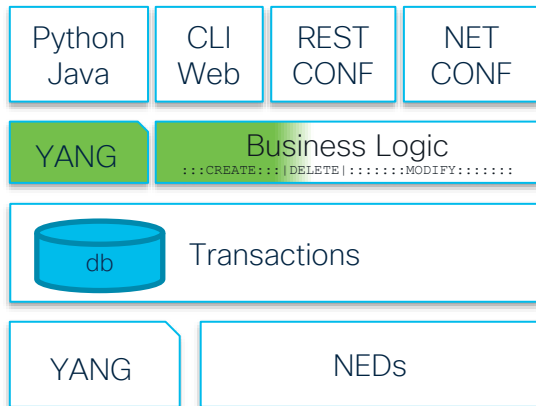 Python
Java
CLI
Web
REST
CONF
NET
CONF
YANG
Business Logic
:::CREATE:::|DELETE|:::::::MODIFY:::::::
db
Transactions
YANG
NEDs